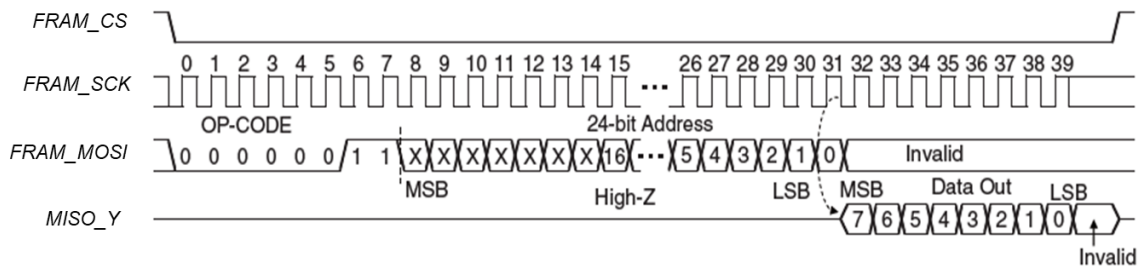 FRAM_CS
0 1 2 3 4 5 6 7 8 9 10 11 12 13 14 15 26 27 28 29 30 31 32 33 34 35 36 37 38 39
FRAM_SCK ...
OP-CODE 24-bit Address
FRAM_MOSI 0 0 0 0 0 0 1 1 X X X X X X X 16 ... 5 4 3 2 1 0 Invalid
MSB High-Z LSB MSB Data Out LSB
MISO_Y 7 6 5 4 3 2 1 0
Invalid